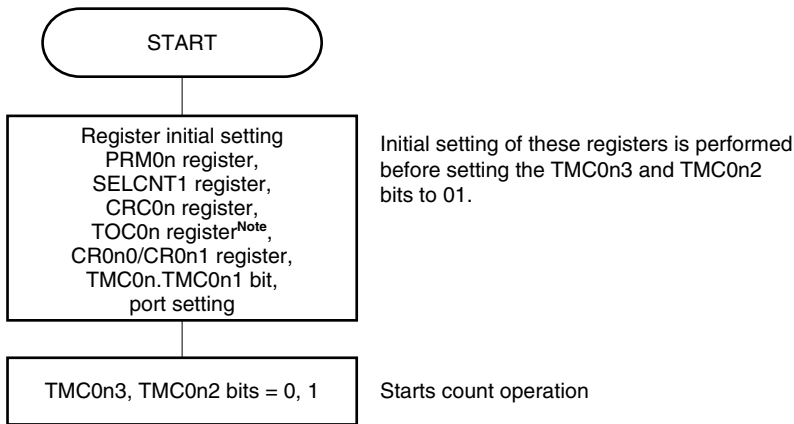 START
Register initial setting
PRM0n register,
SELCNT1 register,
CRC0n register,
TOC0n registerNote,
CR0n0/CR0n1 register,
TMC0n.TMC0n1 bit,
port setting
Initial setting of these registers is performed
before setting the TMC0n3 and TMC0n2
bits to 01.
TMC0n3, TMC0n2 bits = 0, 1
Starts count operation